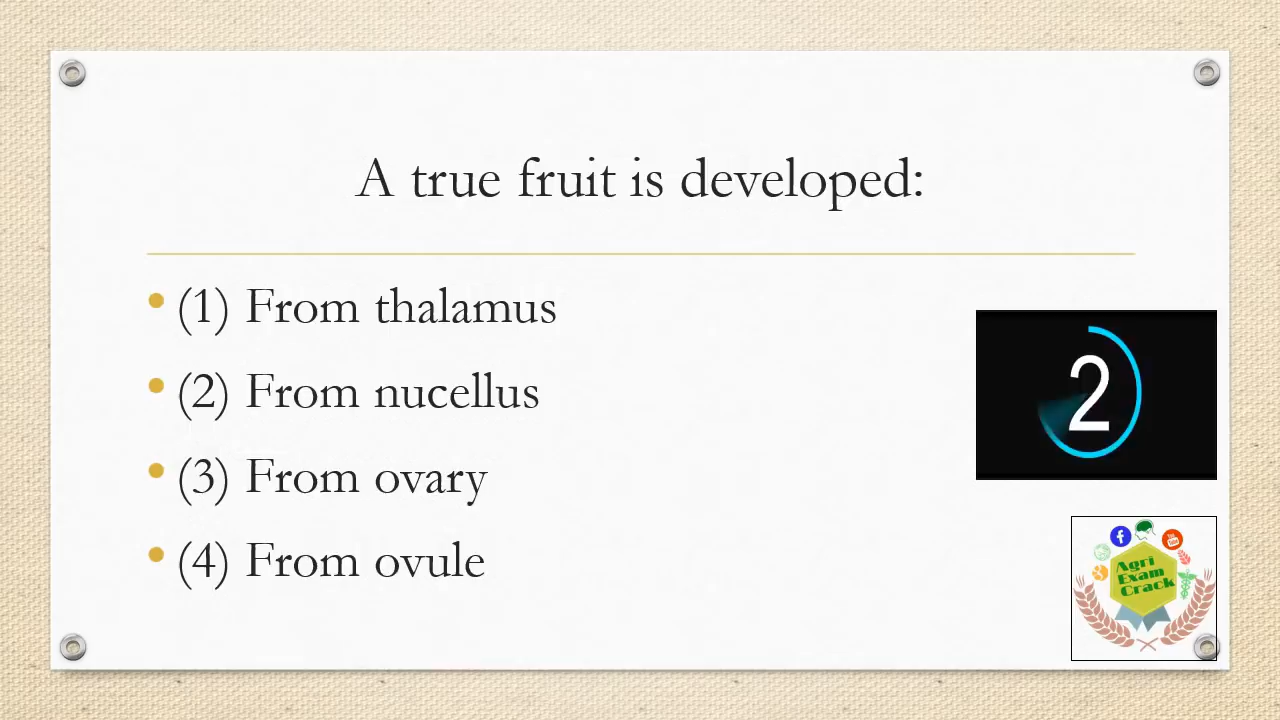 A true fruit is developed:
• (1) From thalamus
• (2) From nucellus
• (3) From ovary
• (4) From ovule
2
Agri
Exam
Crack